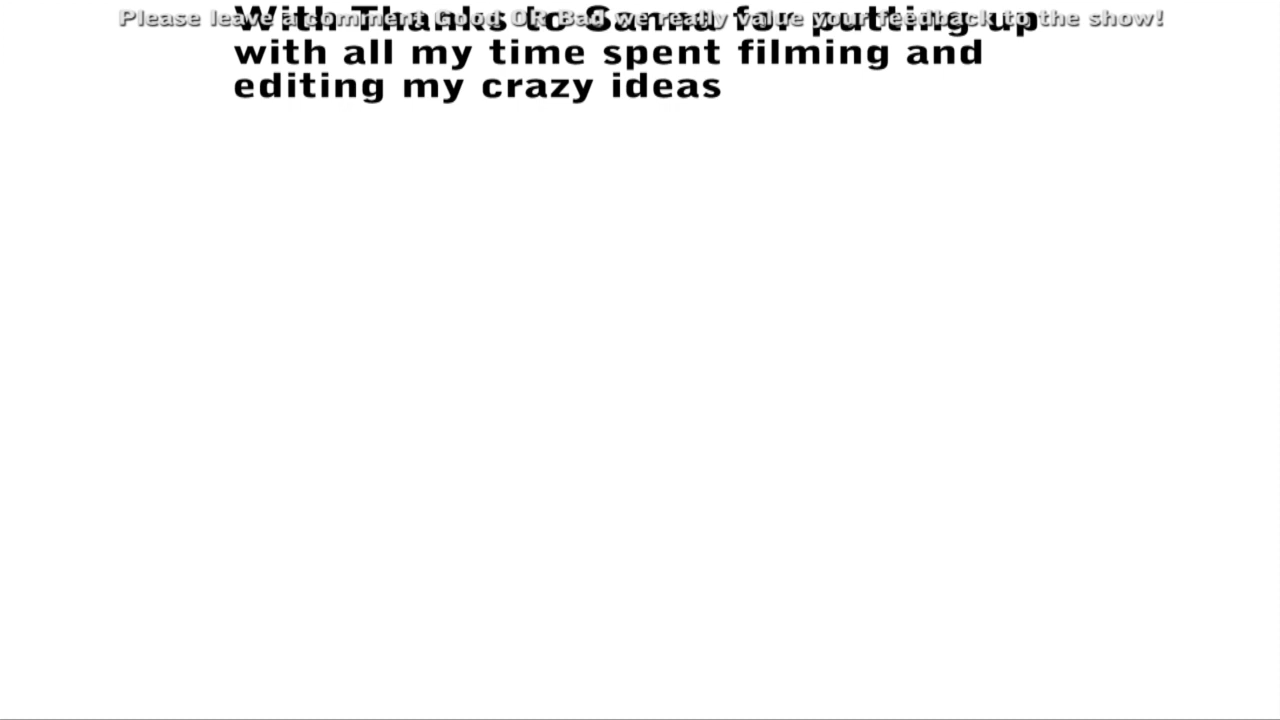 Please leave a comment Good OR Bad we really value your feedback to the show!
With Thanks to Sanna for putting up
with all my time spent filming and
editing my crazy ideas